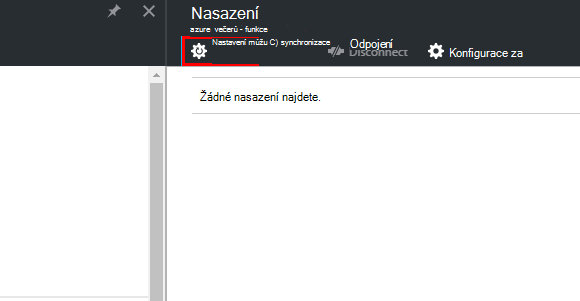 Nasazení
azure večerů - funkce
Nastavení můžu C) synchronizace
Odpojení
Disconnect
Konfigurace za
Žádné nasazení najdete.